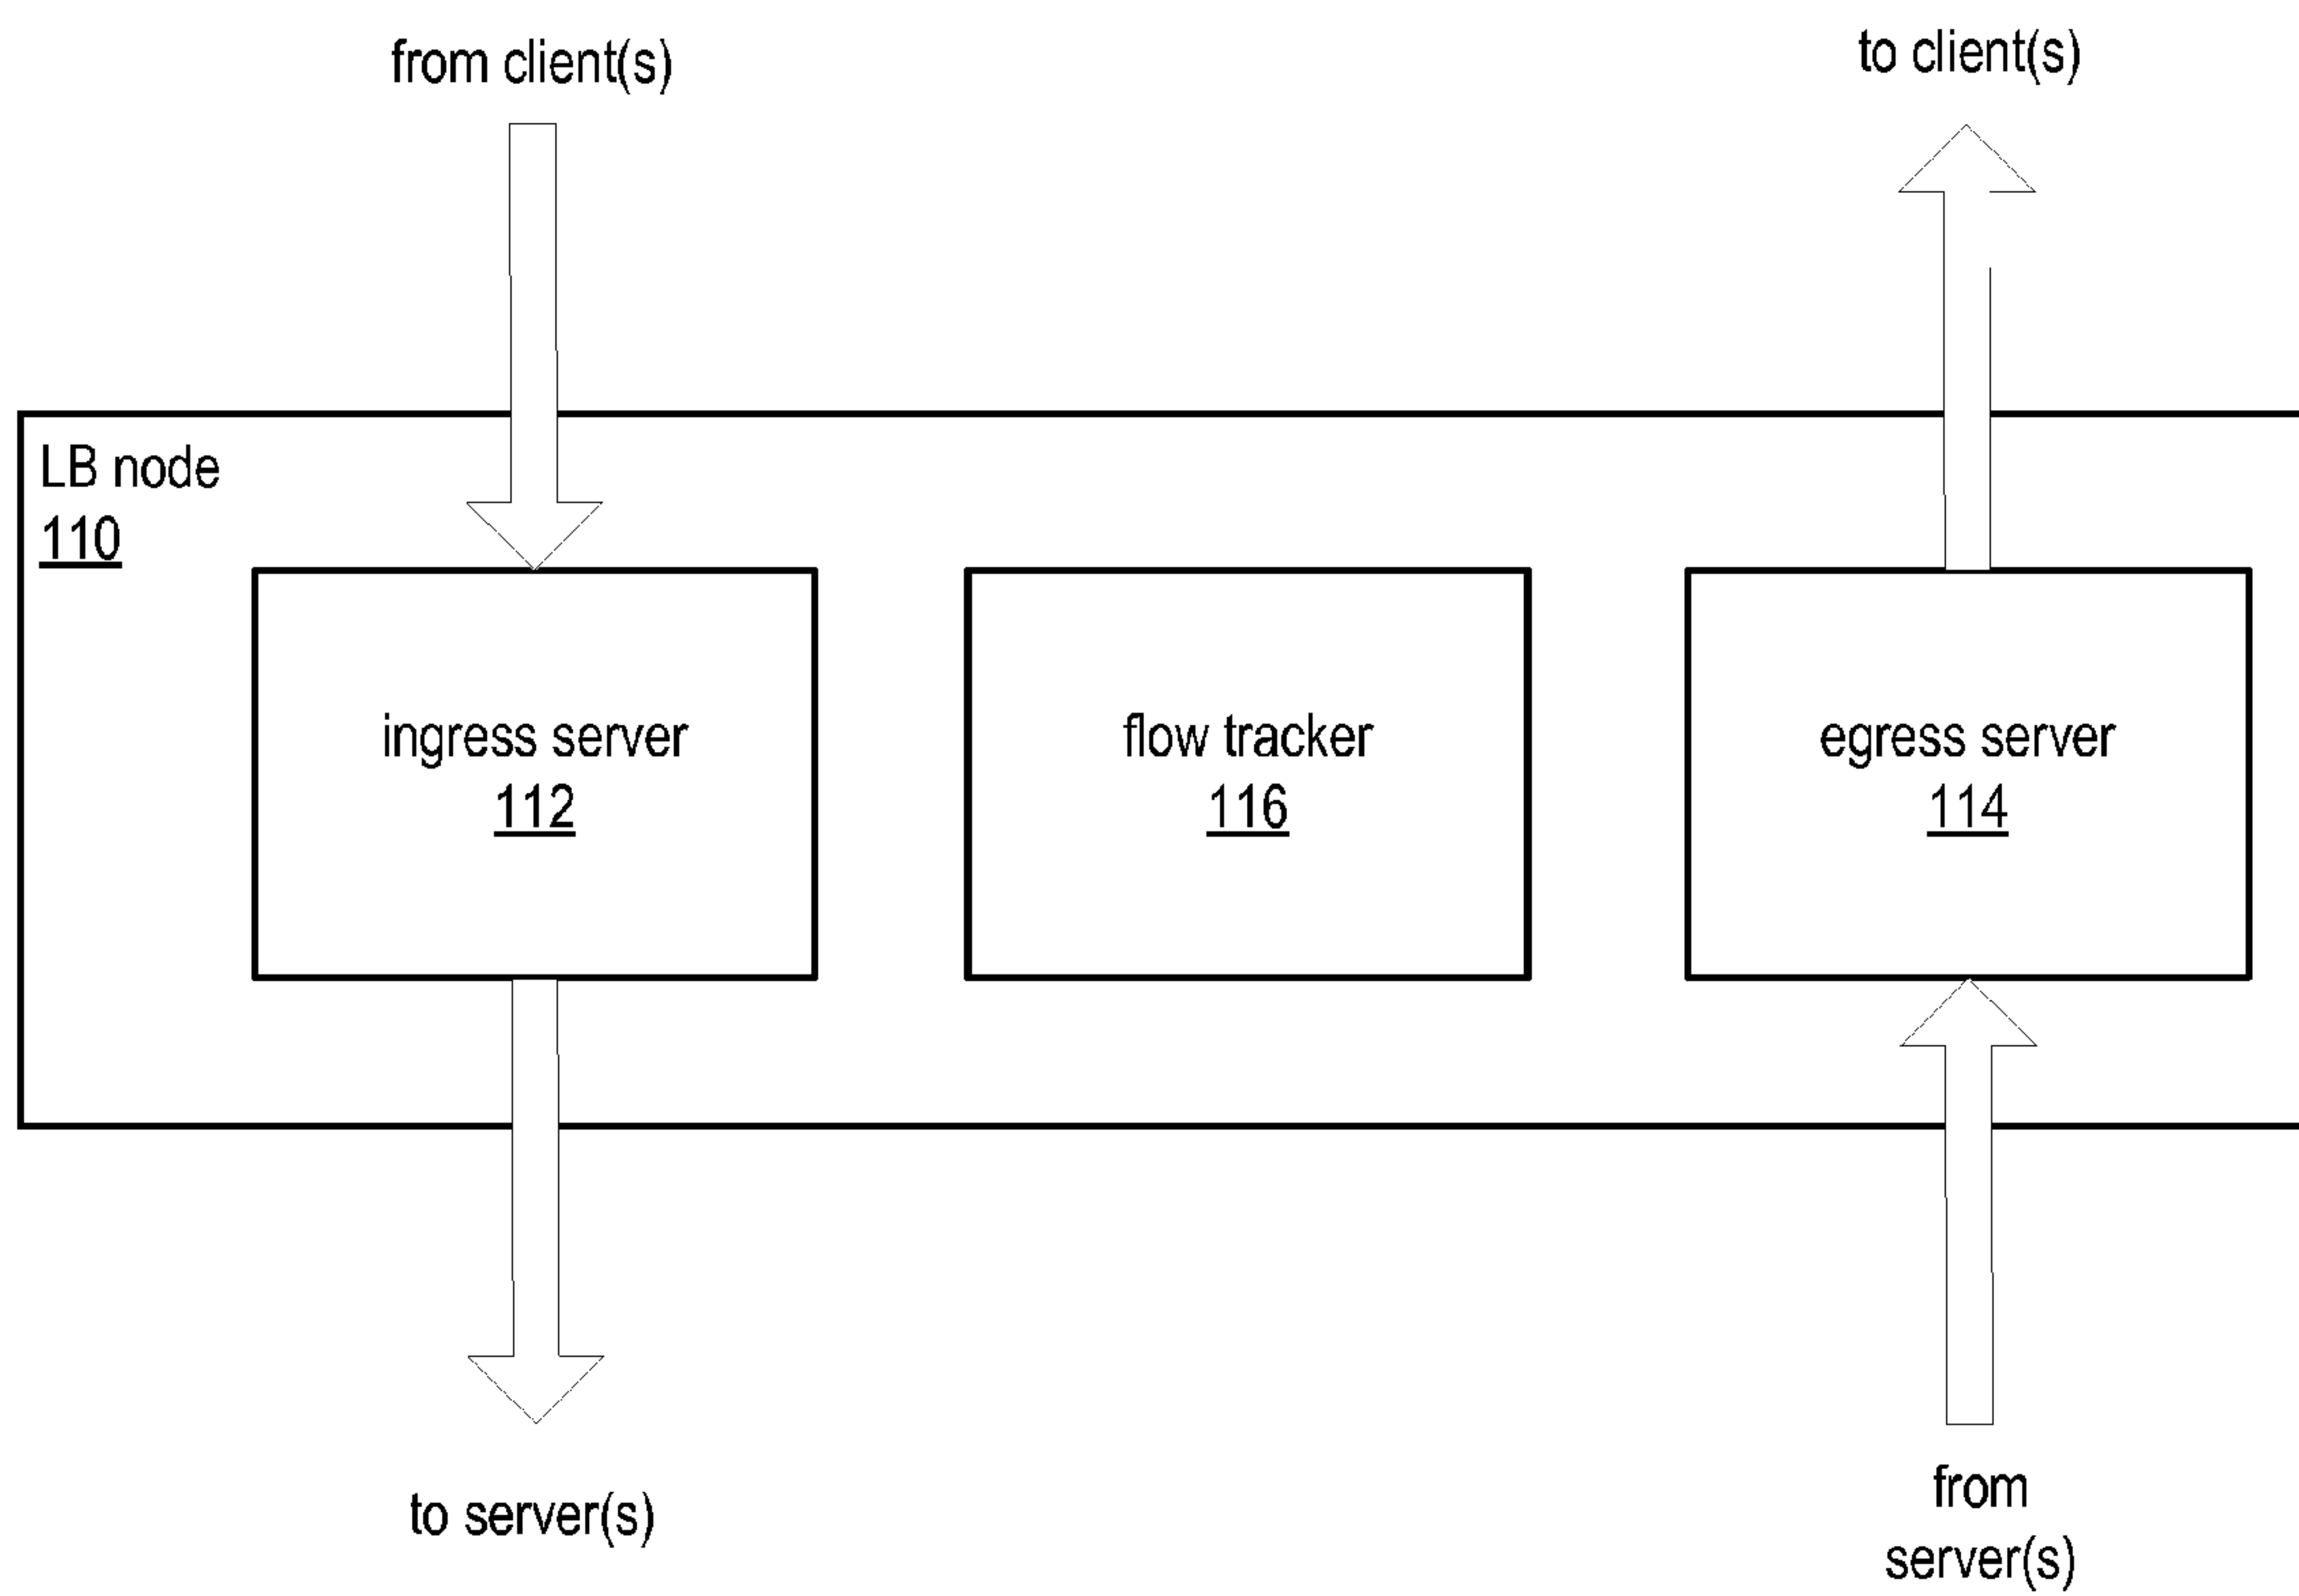 from client(s)
to client(s)
LB node
110
ingress server
112
flow tracker
116
egress server
114
to server(s)
from
server(s)